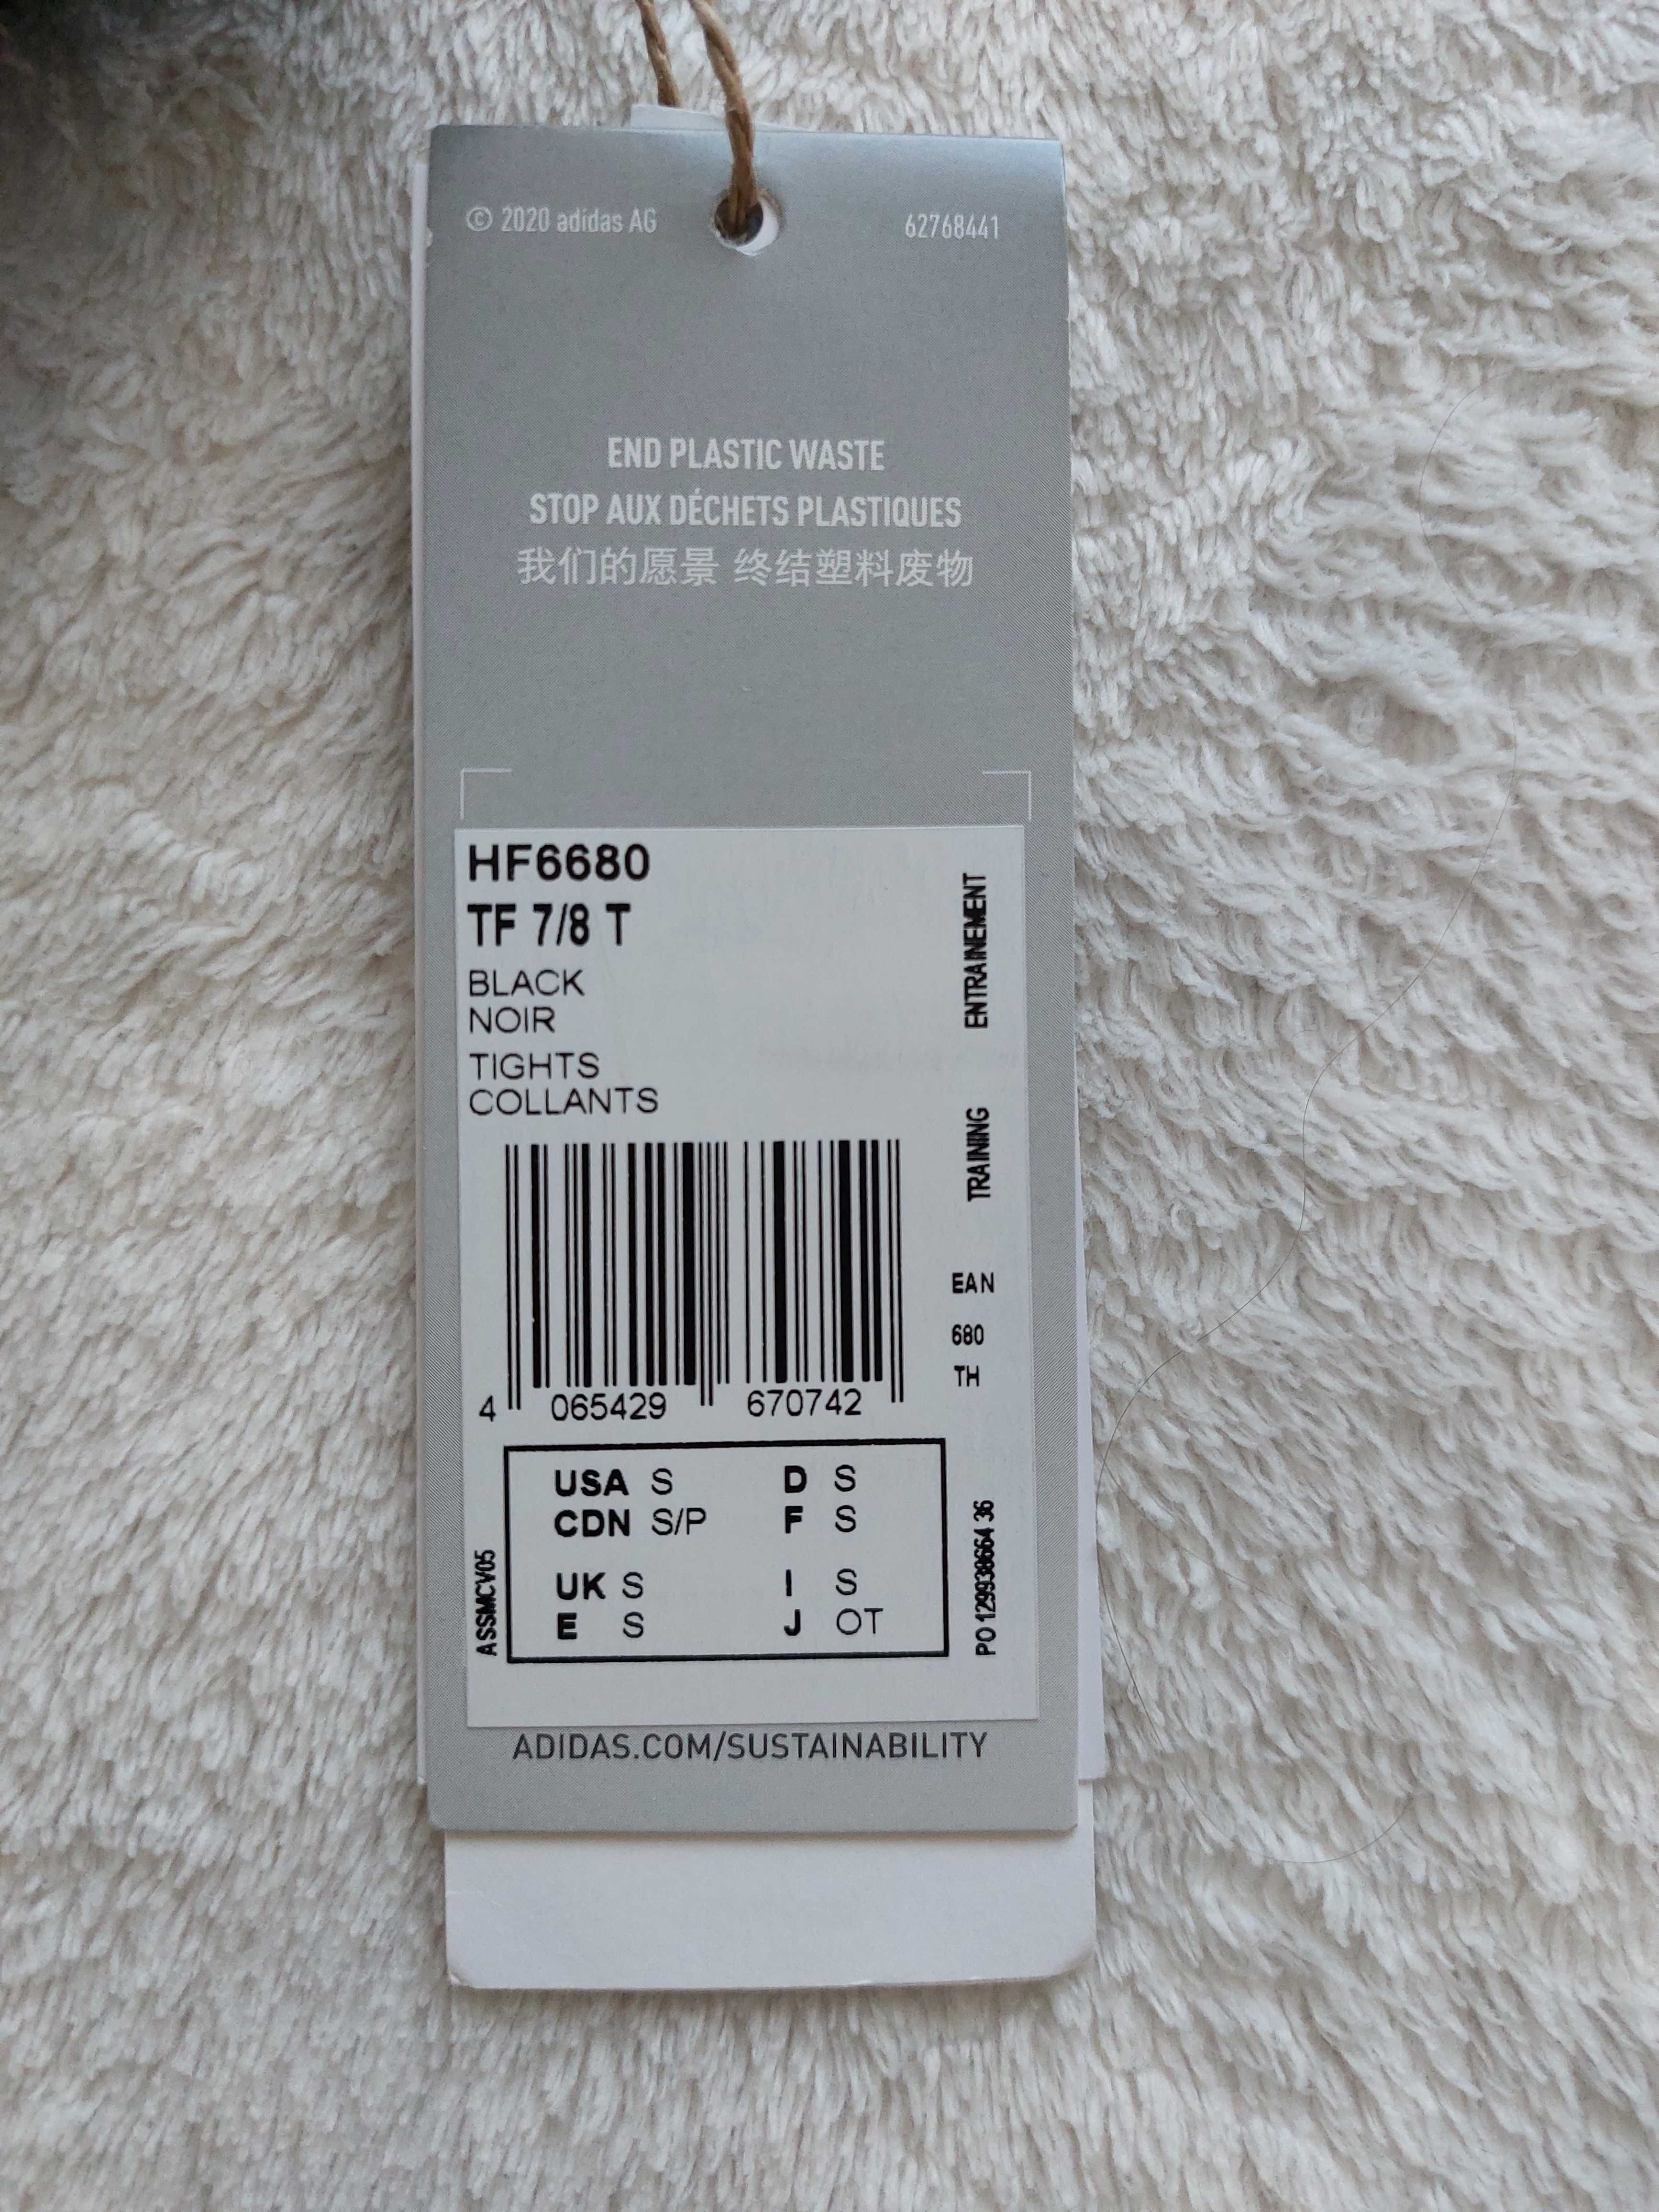 © 2020 adidas AG
62768441
END PLASTIC WASTE
STOP AUX DÉCHETS PLASTIQUES
我们的愿景 终结塑料废物
HF6680
TF 7/8 T
BLACK
NOIR
TIGHTS
COLLANTS
ENTRAINEMENT
TRAINING
EAN
680
TH
4 065429 670742
USA S D S
CDN S/P F S
UK S I S
E S J OT
ASSMCV05
PO 129938664 36
ADIDAS.COM/SUSTAINABILITY